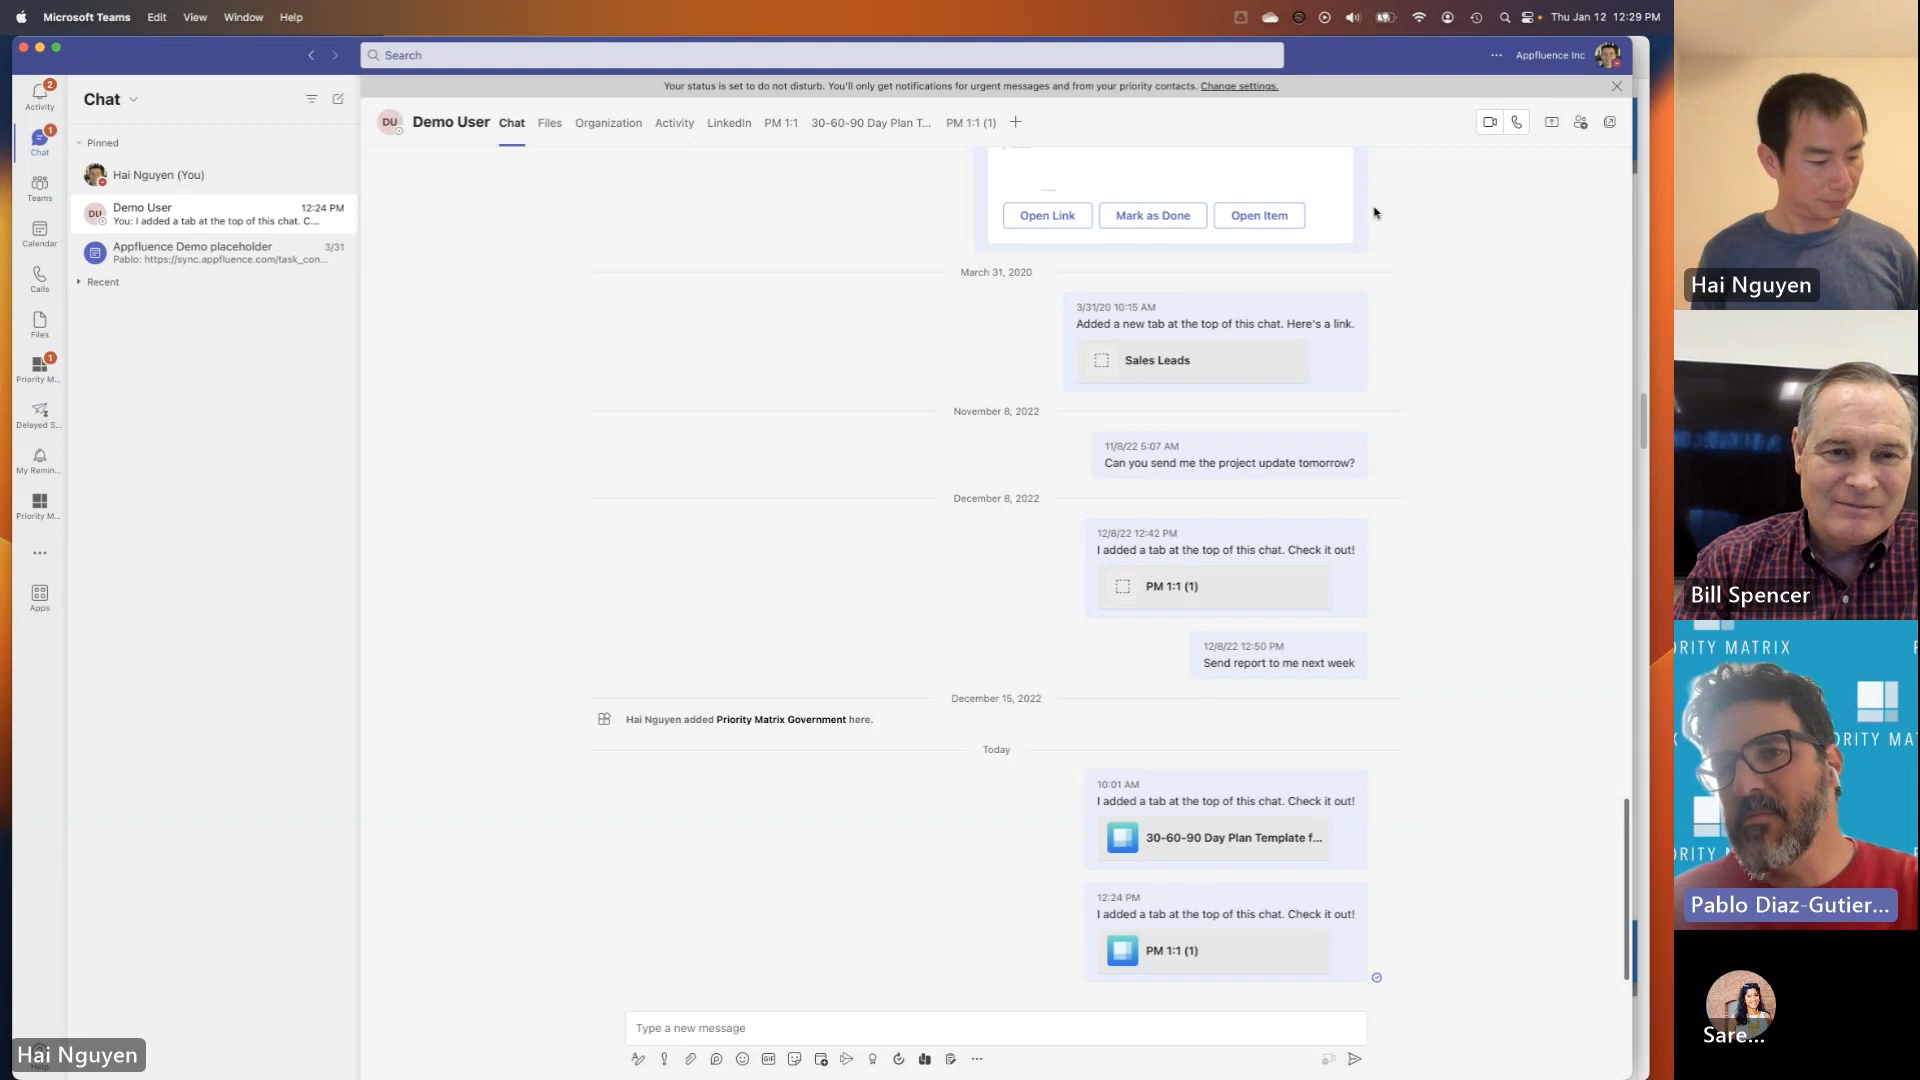 Microsoft Teams Edit View Window Help
Thu Jan 12 12:29 PM
Search
Appfluence Inc
Your status is set to do not disturb. You'll only get notifications for urgent messages and from your priority contacts. Change settings.
2
Activity
1
Chat
Teams
Calendar
Calls
Files
1
Priority M...
Delayed S...
My Remin...
Priority M...
Apps
Help
Chat
Pinned
Hai Nguyen (You)
DU
Demo User 12:24 PM
You: I added a tab at the top of this chat. C...
Appfluence Demo placeholder 3/31
Pablo: https://sync.appfluence.com/task_con...
Recent
DU Demo User Chat Files Organization Activity LinkedIn PM 1:1 30-60-90 Day Plan T... PM 1:1 (1)
Open Link Mark as Done Open Item
March 31, 2020
3/31/20 10:15 AM
Added a new tab at the top of this chat. Here's a link.
Sales Leads
November 8, 2022
11/8/22 5:07 AM
Can you send me the project update tomorrow?
December 8, 2022
12/8/22 12:42 PM
I added a tab at the top of this chat. Check it out!
PM 1:1 (1)
12/8/22 12:50 PM
Send report to me next week
December 15, 2022
Hai Nguyen added Priority Matrix Government here.
Today
10:01 AM
I added a tab at the top of this chat. Check it out!
30-60-90 Day Plan Template f...
12:24 PM
I added a tab at the top of this chat. Check it out!
PM 1:1 (1)
Type a new message
GIF
Hai Nguyen
Hai Nguyen
Bill Spencer
RITY MATRIX
ORITY MA
RITY MA
Pablo Diaz-Gutier...
Sare...